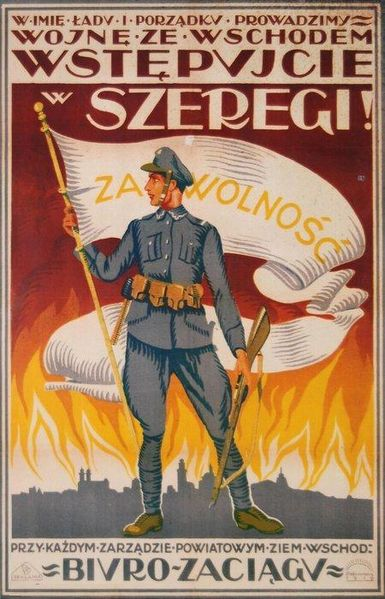 W·IMIĘ·ŁADV·I·PORZĄDKV·PROWADZIMY
WOJNĘ·ZE·WSCHODEM
WSTĘPVJCIE
W SZEREGI!
ZA WOLNOŚĆ
PRZY·KAŻDYM·ZARZĄDZIE·POWIATOWYM·ZIEM·WSCHOD:
BIVRO·ZACIĄGV